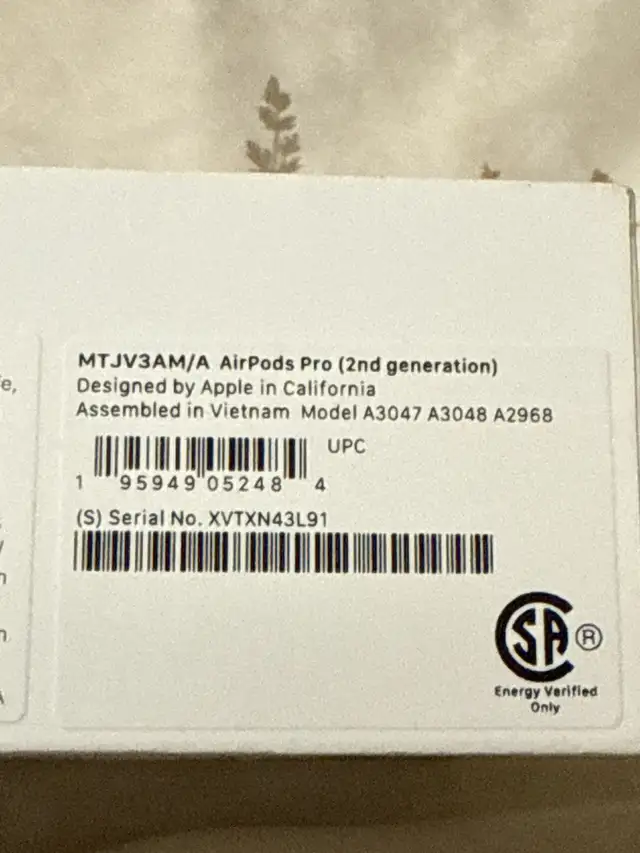 MTJV3AM/A AirPods Pro (2nd generation)
Designed by Apple in California
Assembled in Vietnam Model A3047 A3048 A2968
UPC
1 95949 05248 4
(S) Serial No. XVTXN43L91
SA ®
Energy Verified
Only